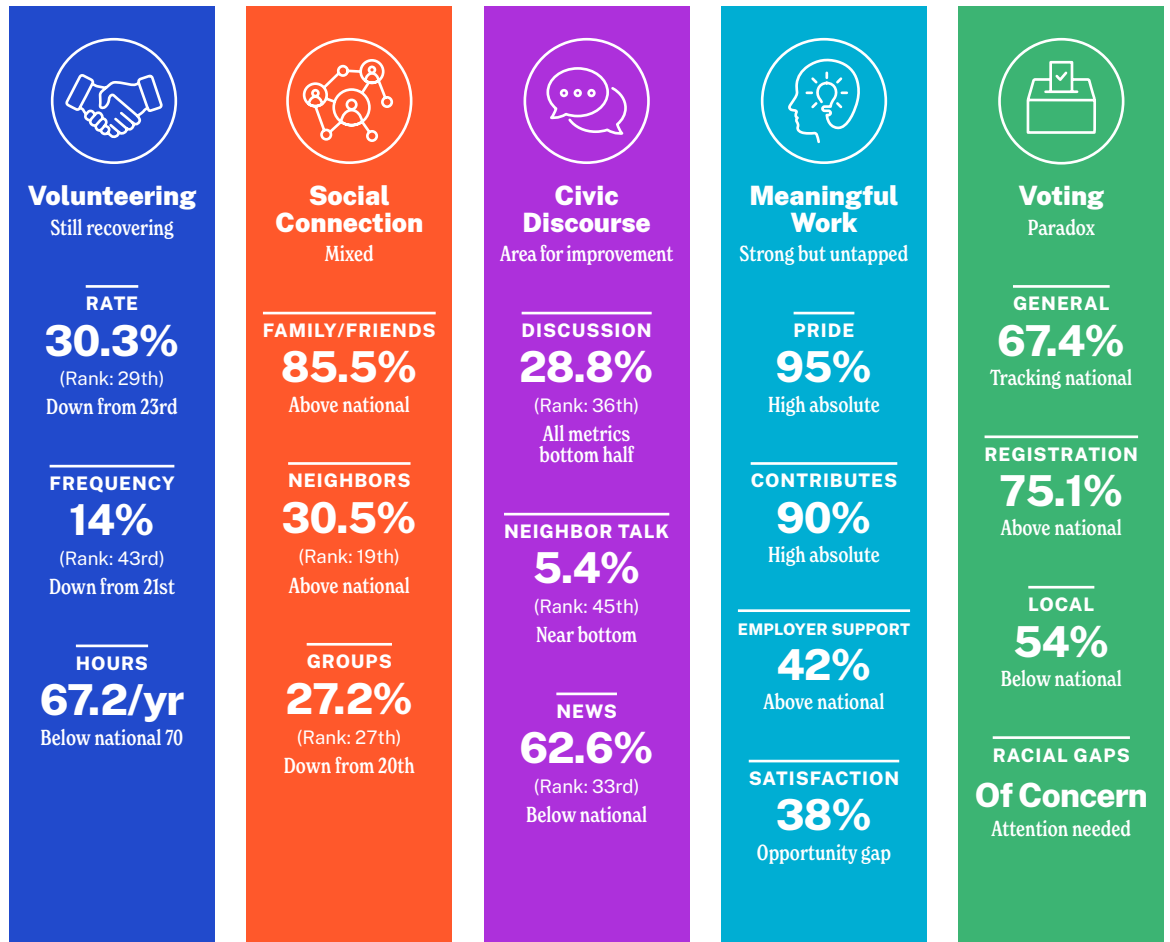 Volunteering
Still recovering
RATE
30.3%
(Rank: 29th)
Down from 23rd
FREQUENCY
14%
(Rank: 43rd)
Down from 21st
HOURS
67.2/yr
Below national 70
Social
Connection
Mixed
FAMILY/FRIENDS
85.5%
Above national
NEIGHBORS
30.5%
(Rank: 19th)
Above national
GROUPS
27.2%
(Rank: 27th)
Down from 20th
Civic
Discourse
Area for improvement
DISCUSSION
28.8%
(Rank: 36th)
All metrics
bottom half
NEIGHBOR TALK
5.4%
(Rank: 45th)
Near bottom
NEWS
62.6%
(Rank: 33rd)
Below national
Meaningful
Work
Strong but untapped
PRIDE
95%
High absolute
CONTRIBUTES
90%
High absolute
EMPLOYER SUPPORT
42%
Above national
SATISFACTION
38%
Opportunity gap
Voting
Paradox
GENERAL
67.4%
Tracking national
REGISTRATION
75.1%
Above national
LOCAL
54%
Below national
RACIAL GAPS
Of Concern
Attention needed